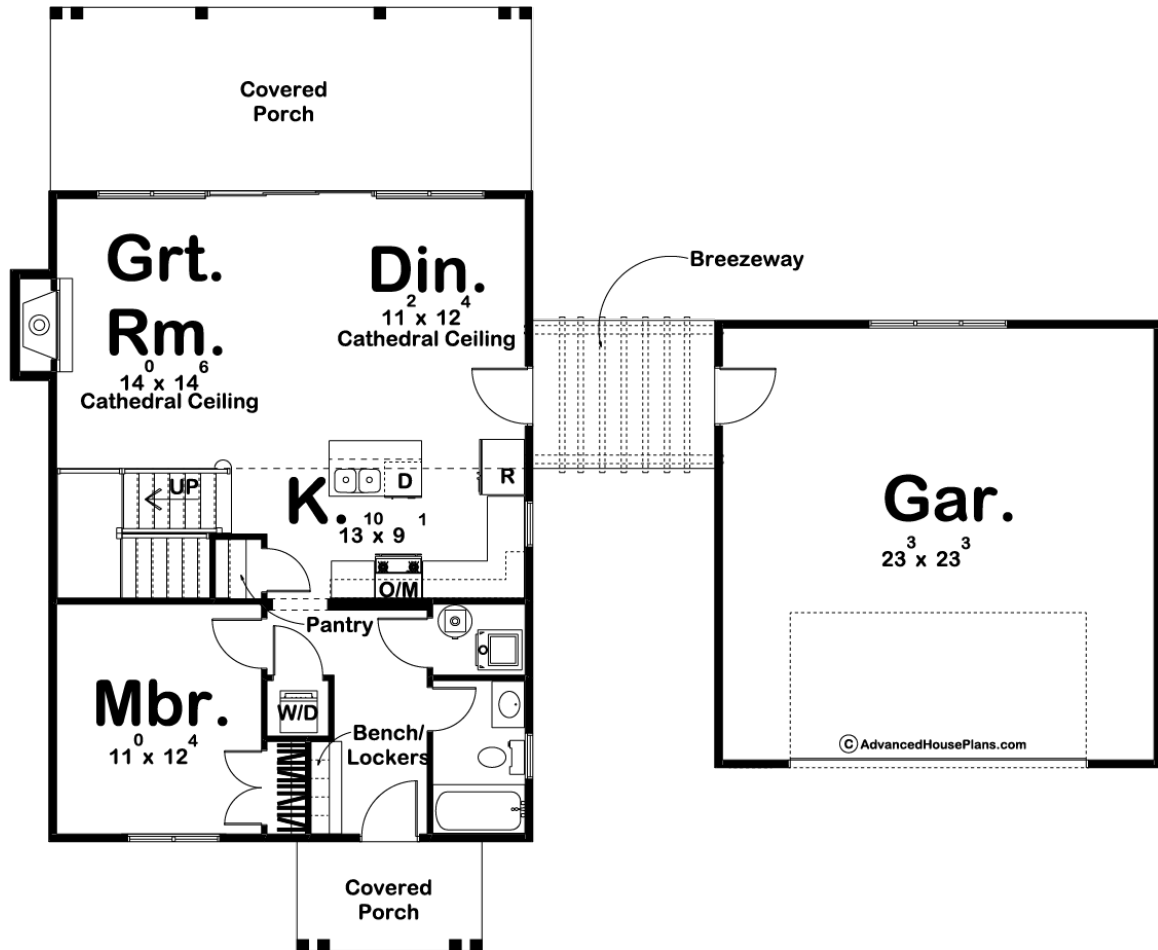 Covered
Porch
Grt.
Rm.
14⁰ x 14⁶
Cathedral Ceiling
Din.
11² x 12⁴
Cathedral Ceiling
Breezeway
UP
K.
13¹⁰ x 9¹
D
R
O/M
Pantry
Gar.
23³ x 23³
Mbr.
11⁰ x 12⁴
W/D
Bench/
Lockers
© AdvancedHousePlans.com
Covered
Porch